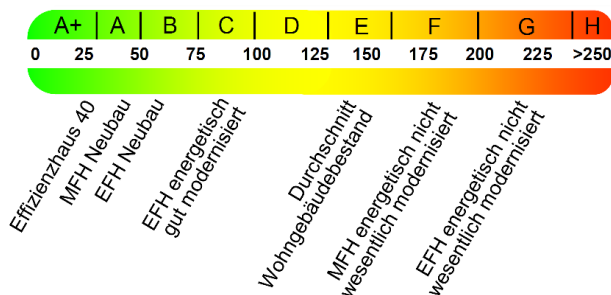 A+ A B C D E F G H
0 25 50 75 100 125 150 175 200 225 >250
Effizienzhaus 40
MFH Neubau
EFH Neubau
EFH energetisch
gut modernisiert
Durchschnitt
Wohngebäudebestand
MFH energetisch nicht
wesentlich modernisiert
EFH energetisch nicht
wesentlich modernisiert